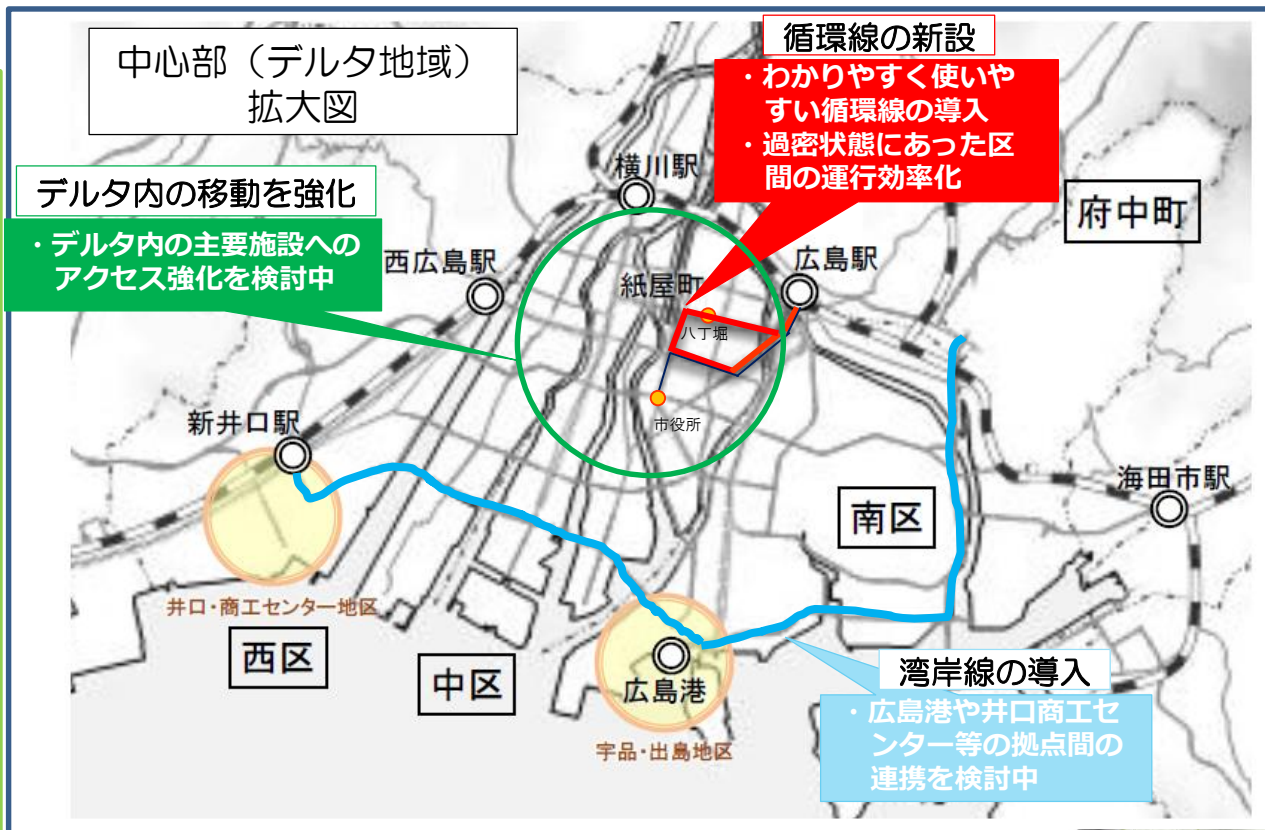 中心部（デルタ地域）
拡大図
循環線の新設
・わかりやすく使いや
すい循環線の導入
・過密状態にあった区
間の運行効率化
デルタ内の移動を強化
・デルタ内の主要施設への
アクセス強化を検討中
横川駅
府中町
西広島駅
広島駅
紙屋町
八丁堀
市役所
新井口駅
海田市駅
南区
井口・商工センター地区
西区
中区
広島港
宇品・出島地区
湾岸線の導入
・広島港や井口商工セ
ンター等の拠点間の
連携を検討中